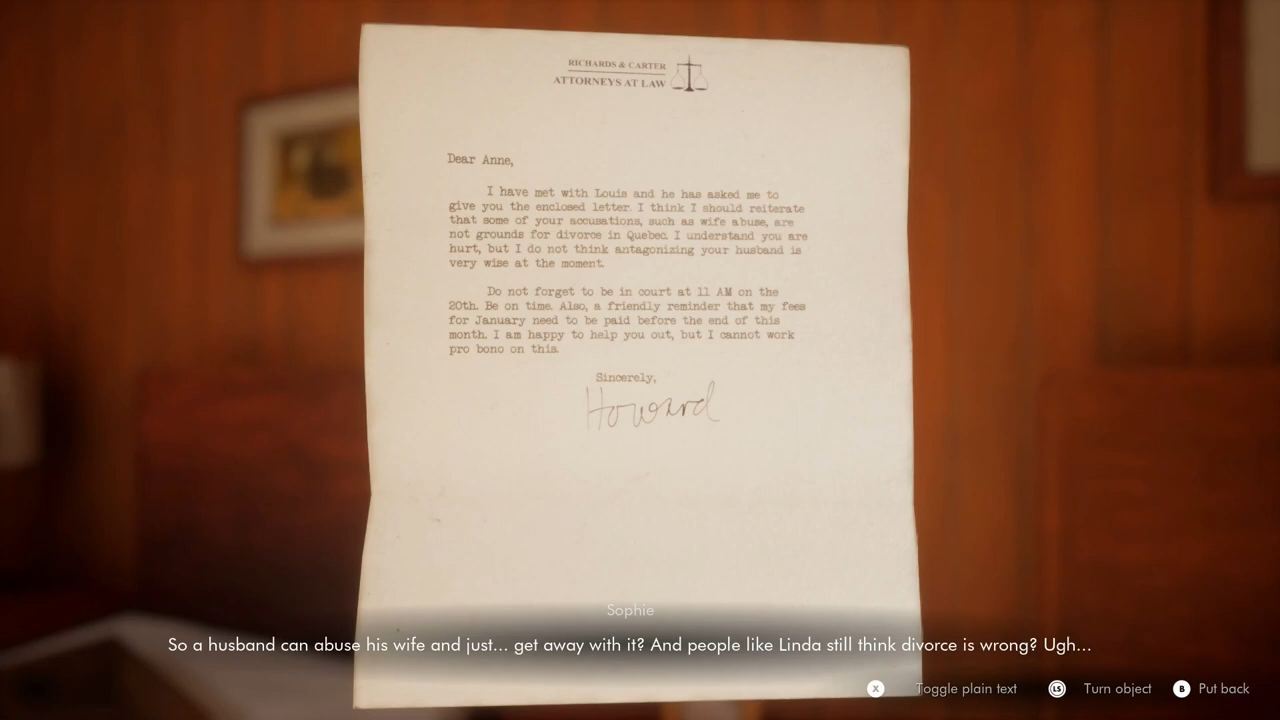 RICHARDS & CARTER
ATTORNEYS AT LAW
Dear Anne,
I have met with Louis and he has asked me to
give you the enclosed letter. I think I should reiterate
that some of your accusations, such as wife abuse, are
not grounds for divorce in Quebec. I understand you are
hurt, but I do not think antagonizing your husband is
very wise at the moment.
Do not forget to be in court at 11 AM on the
20th. Be on time. Also, a friendly reminder that my fees
for January need to be paid before the end of this
month. I am happy to help you out, but I cannot work
pro bono on this.
Sincerely,
Howard
Sophie
So a husband can abuse his wife and just... get away with it? And people like Linda still think divorce is wrong? Ugh...
X Toggle plain text LS Turn object B Put back